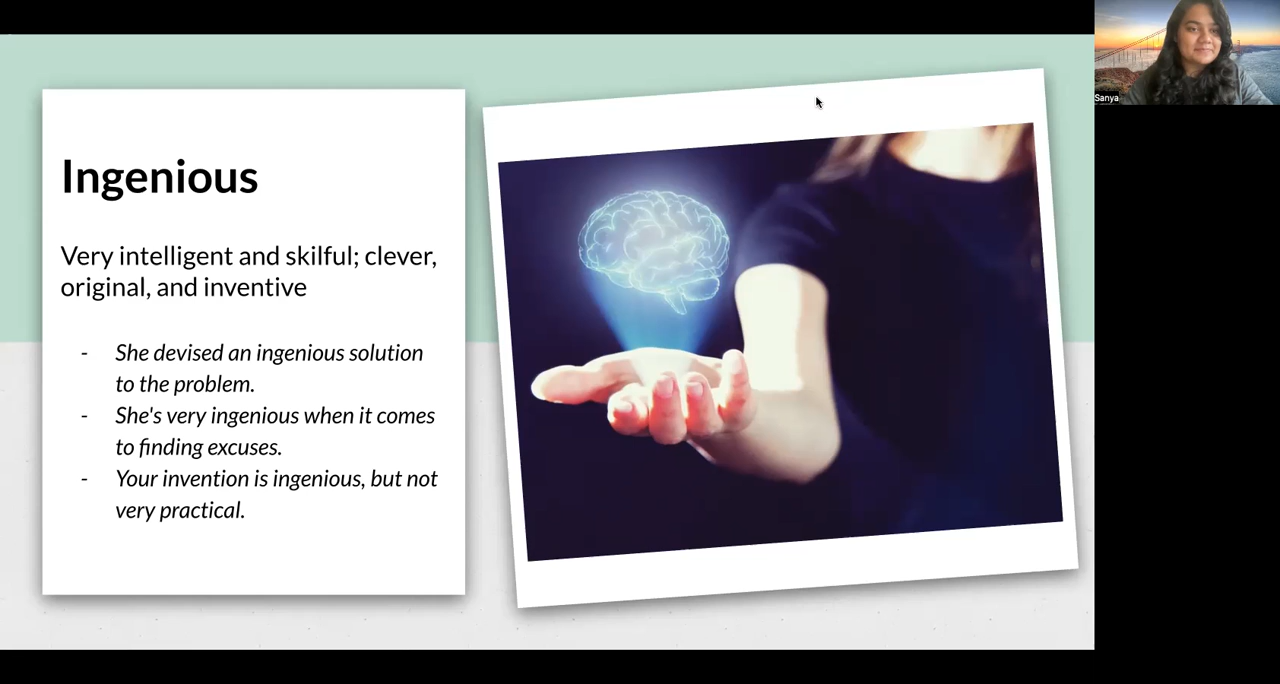 Ingenious
Very intelligent and skilful; clever,
original, and inventive
- She devised an ingenious solution
to the problem.
- She's very ingenious when it comes
to finding excuses.
- Your invention is ingenious, but not
very practical.
Sanya